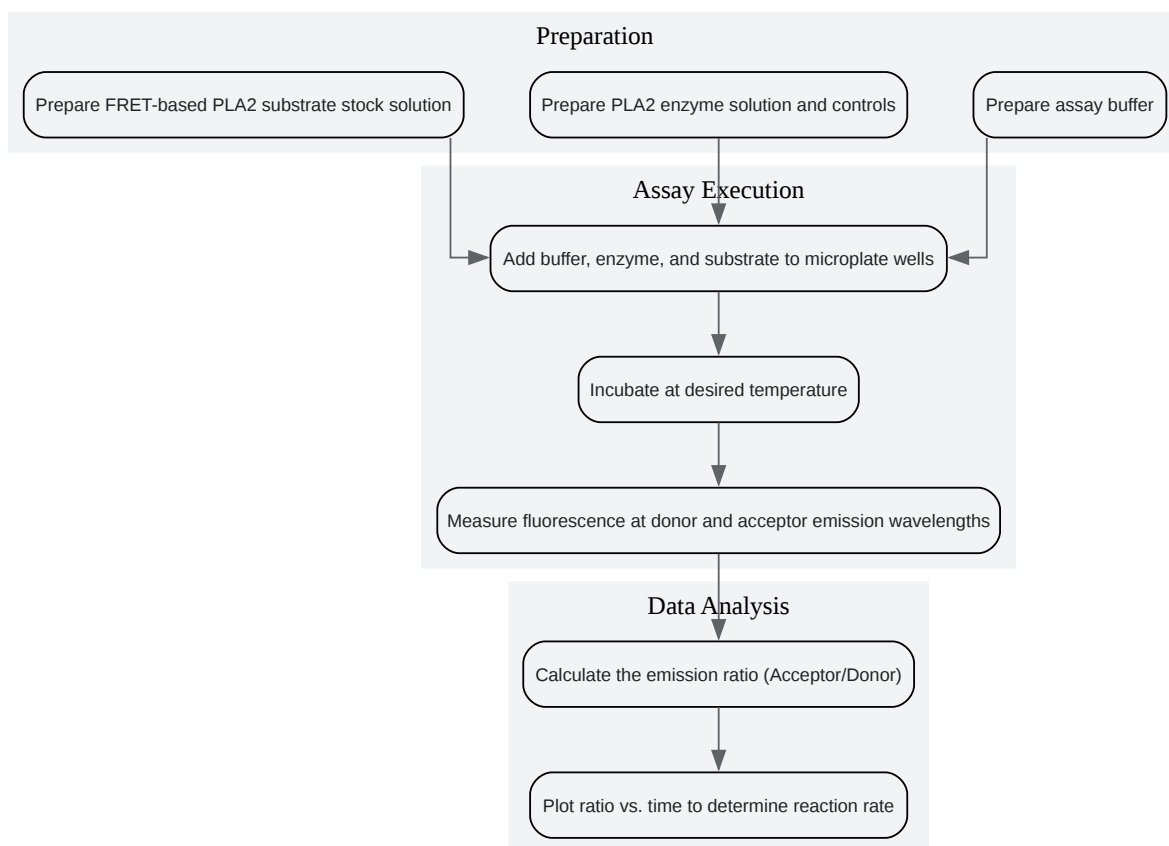 Preparation
Prepare FRET-based PLA2 substrate stock solution
Prepare PLA2 enzyme solution and controls
Prepare assay buffer
Assay Execution
Add buffer, enzyme, and substrate to microplate wells
Incubate at desired temperature
Measure fluorescence at donor and acceptor emission wavelengths
Data Analysis
Calculate the emission ratio (Acceptor/Donor)
Plot ratio vs. time to determine reaction rate